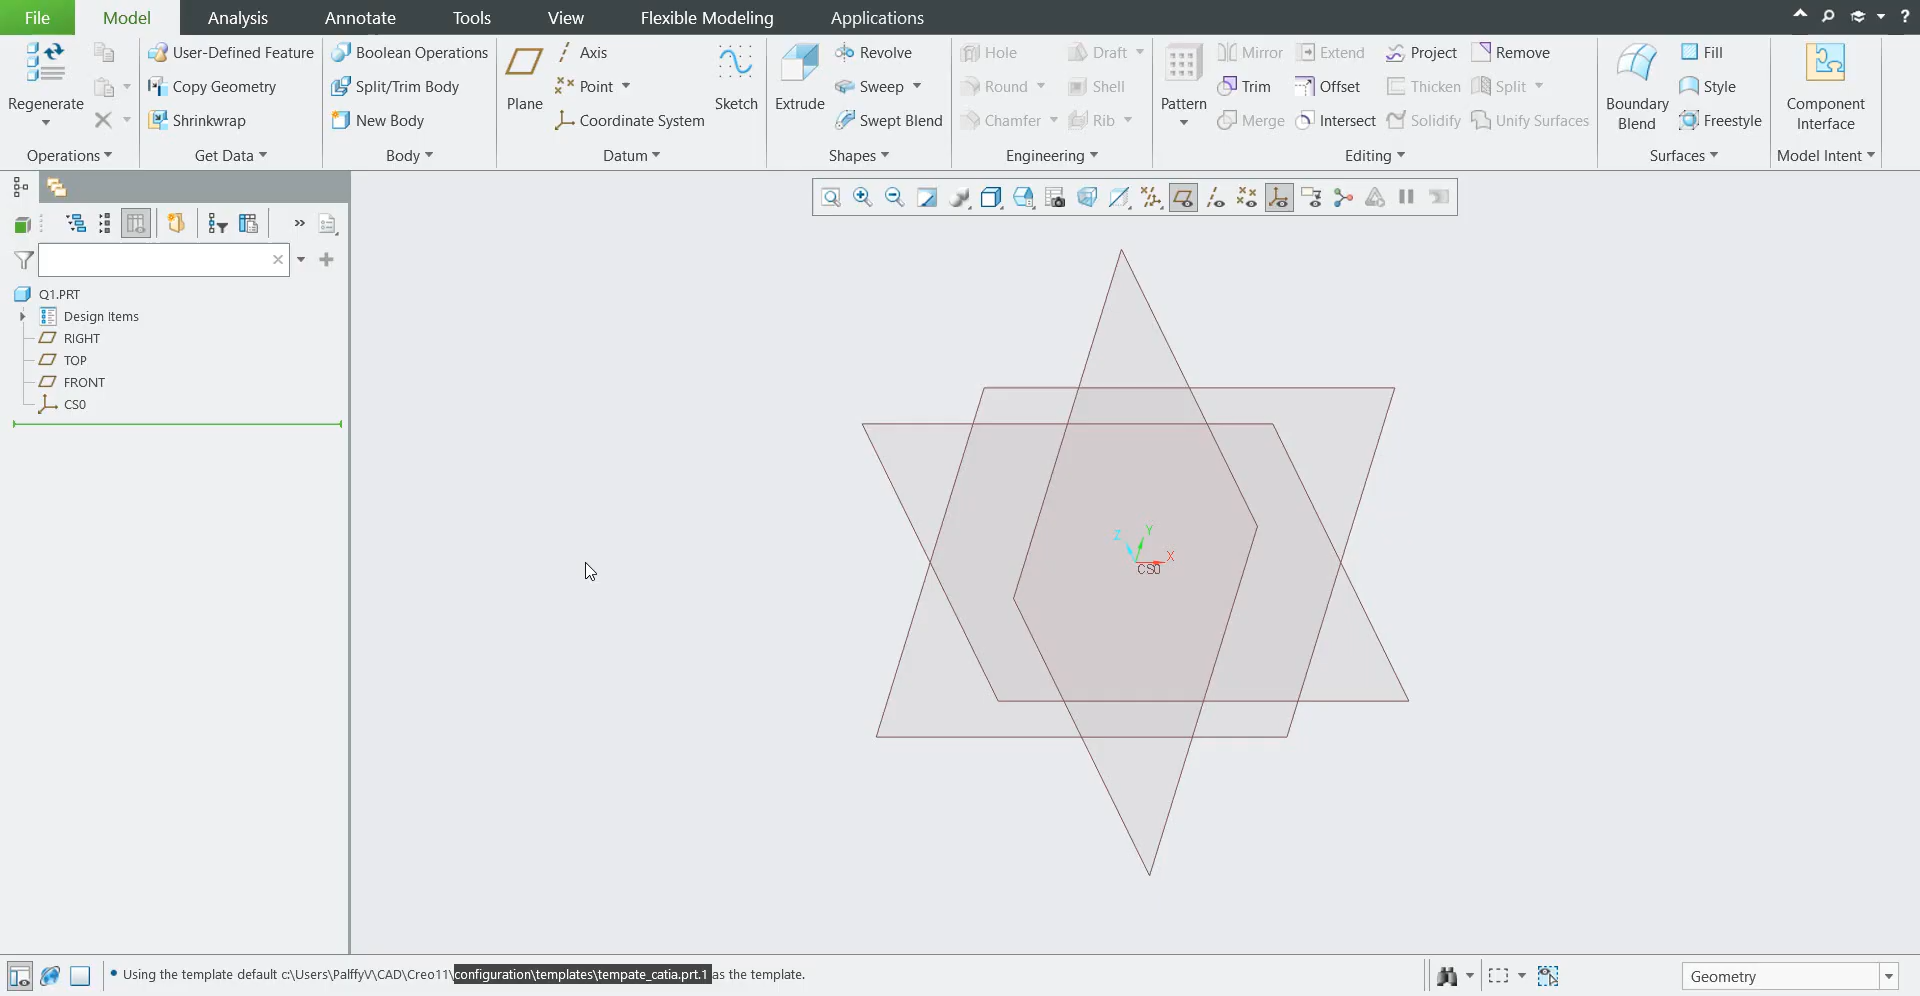 File Model Analysis Annotate Tools View Flexible Modeling Applications ?
Regenerate
User-Defined Feature
Copy Geometry
Shrinkwrap
Boolean Operations
Split/Trim Body
New Body
Plane
Axis
Point
Coordinate System
Sketch
Extrude
Revolve
Sweep
Swept Blend
Hole
Round
Chamfer
Draft
Shell
Rib
Pattern
Mirror
Trim
Merge
Extend
Offset
Intersect
Project
Thicken
Solidify
Remove
Split
Unify Surfaces
Boundary
Blend
Fill
Style
Freestyle
Component
Interface
Operations Get Data Body Datum Shapes Engineering Editing Surfaces Model Intent
Q1.PRT
Design Items
RIGHT
TOP
FRONT
CS0
Z
Y
X
CS0
• Using the template default c:\Users\PalffyV\CAD\Creo11\configuration\templates\tempate_catia.prt.1 as the template.
Geometry